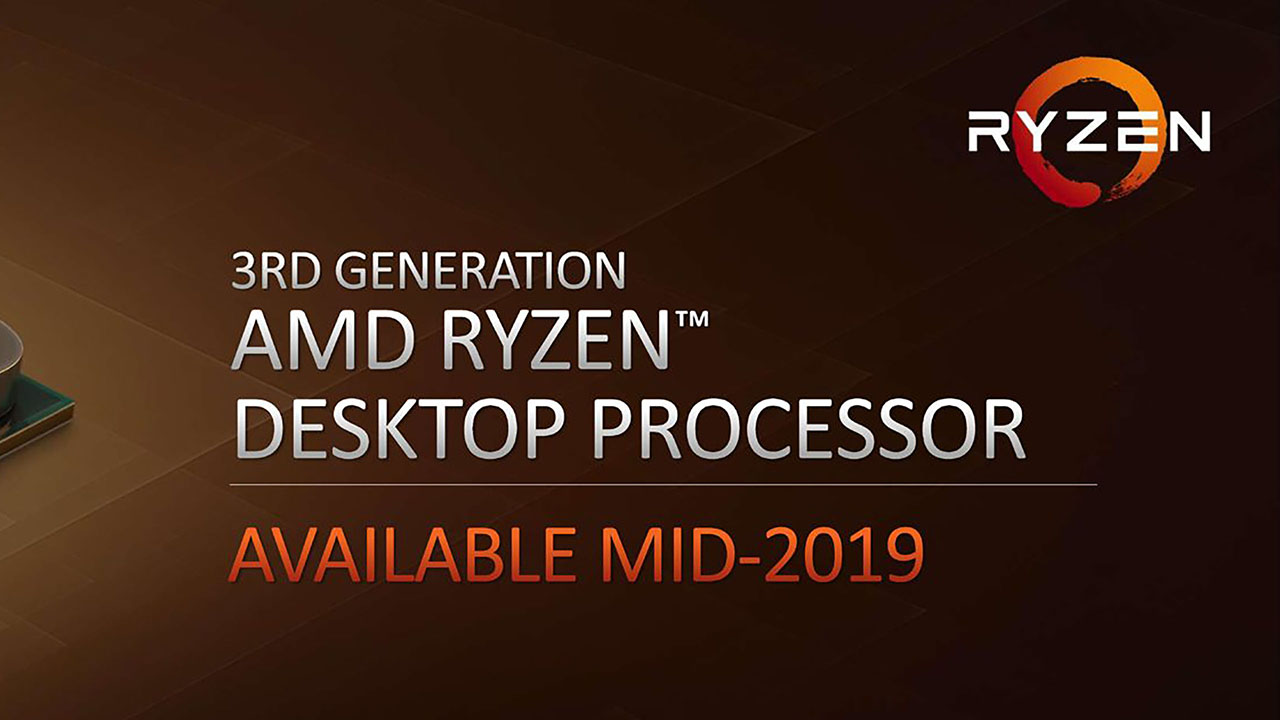 RYZEN
3RD GENERATION
AMD RYZEN™
DESKTOP PROCESSOR
AVAILABLE MID-2019